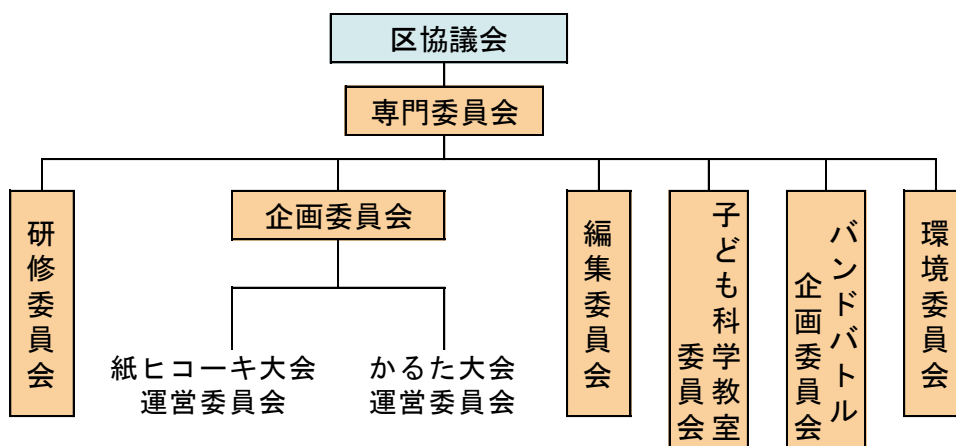 区協議会
専門委員会
研修委員会
企画委員会
紙ヒコーキ大会
運営委員会
かるた大会
運営委員会
編集委員会
子ども科学教室
委員会
バンドバトル
企画委員会
環境委員会